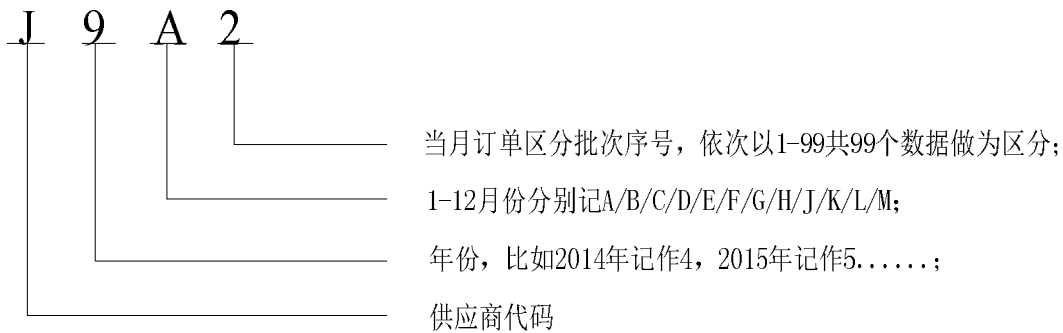 J 9 A 2
当月订单区分批次序号，依次以1-99共99个数据做为区分；
1-12月份分别记A/B/C/D/E/F/G/H/J/K/L/M；
年份，比如2014年记作4，2015年记作5......；
供应商代码